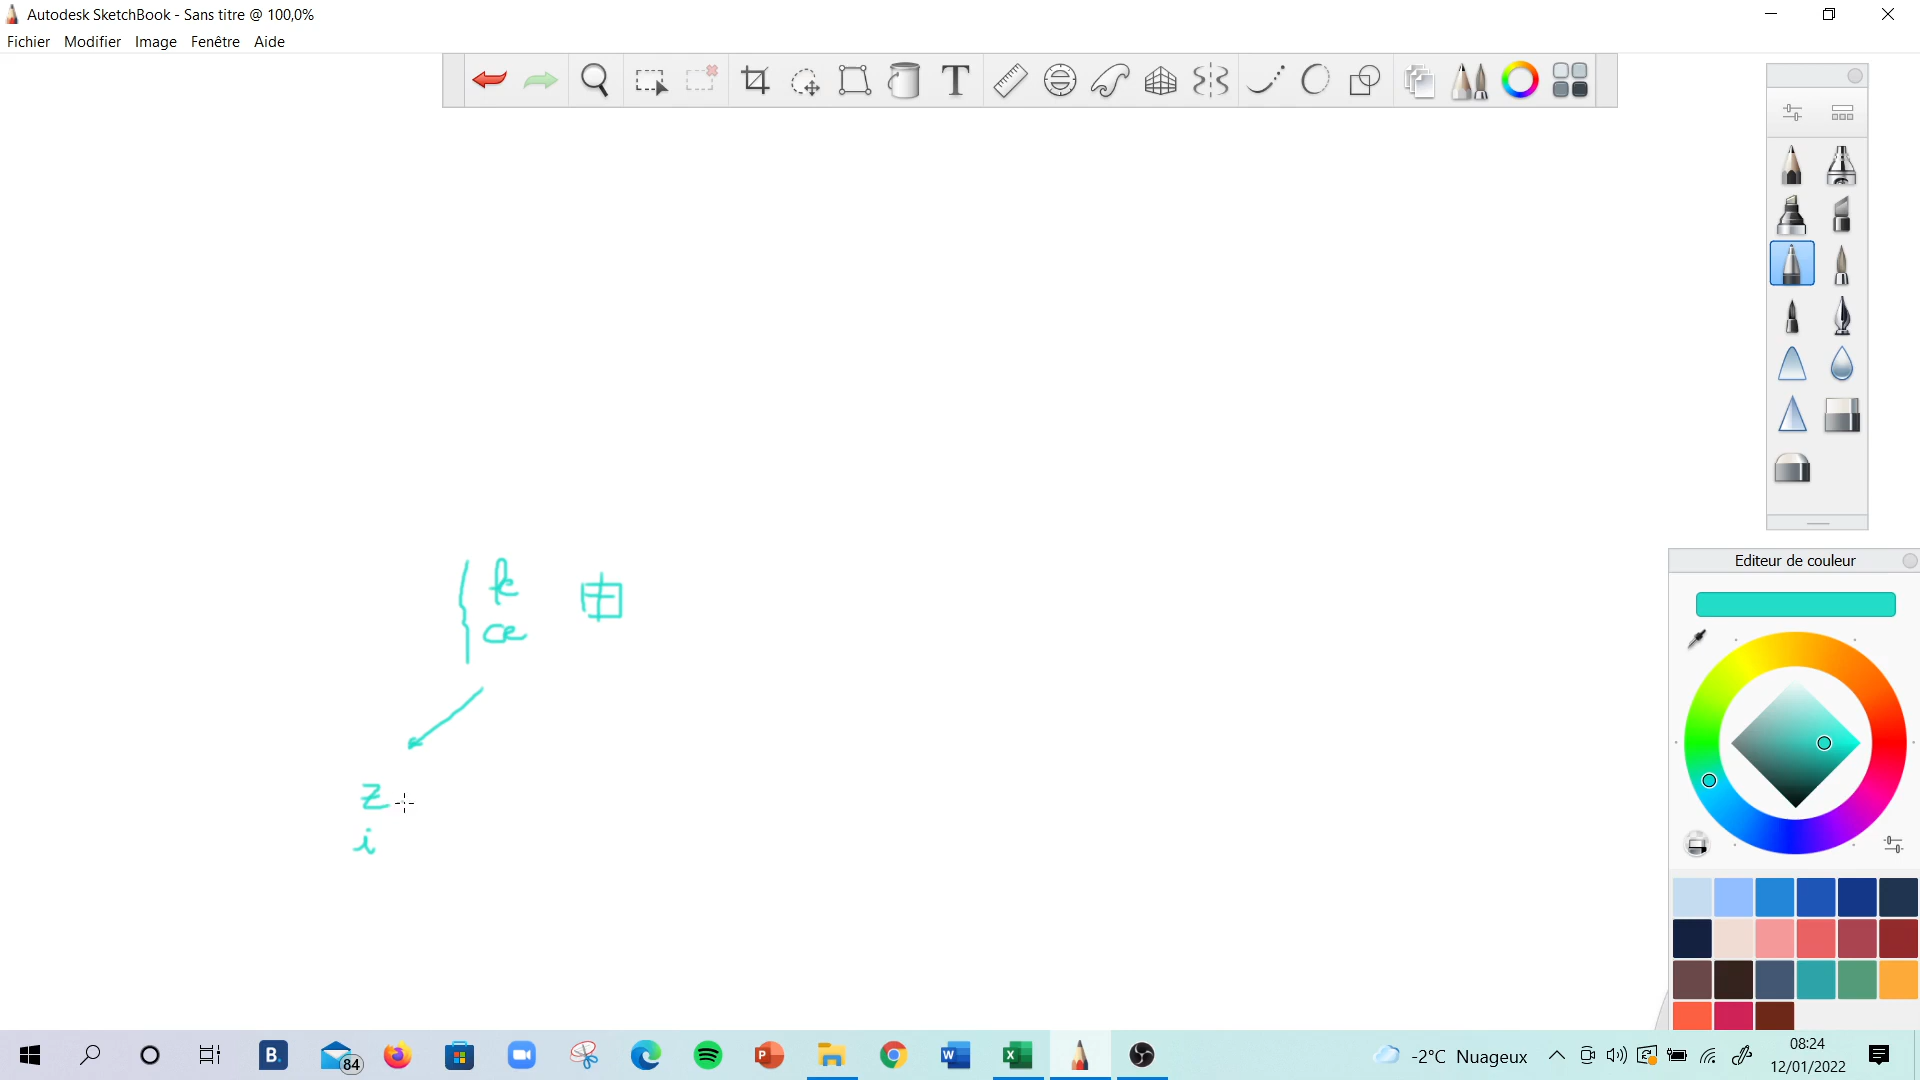 Autodesk SketchBook - Sans titre @ 100,0%
Fichier Modifier Image Fenêtre Aide
T
Editeur de couleur
k
ce
z
i
B.
84
-2°C Nuageux
08:24
12/01/2022